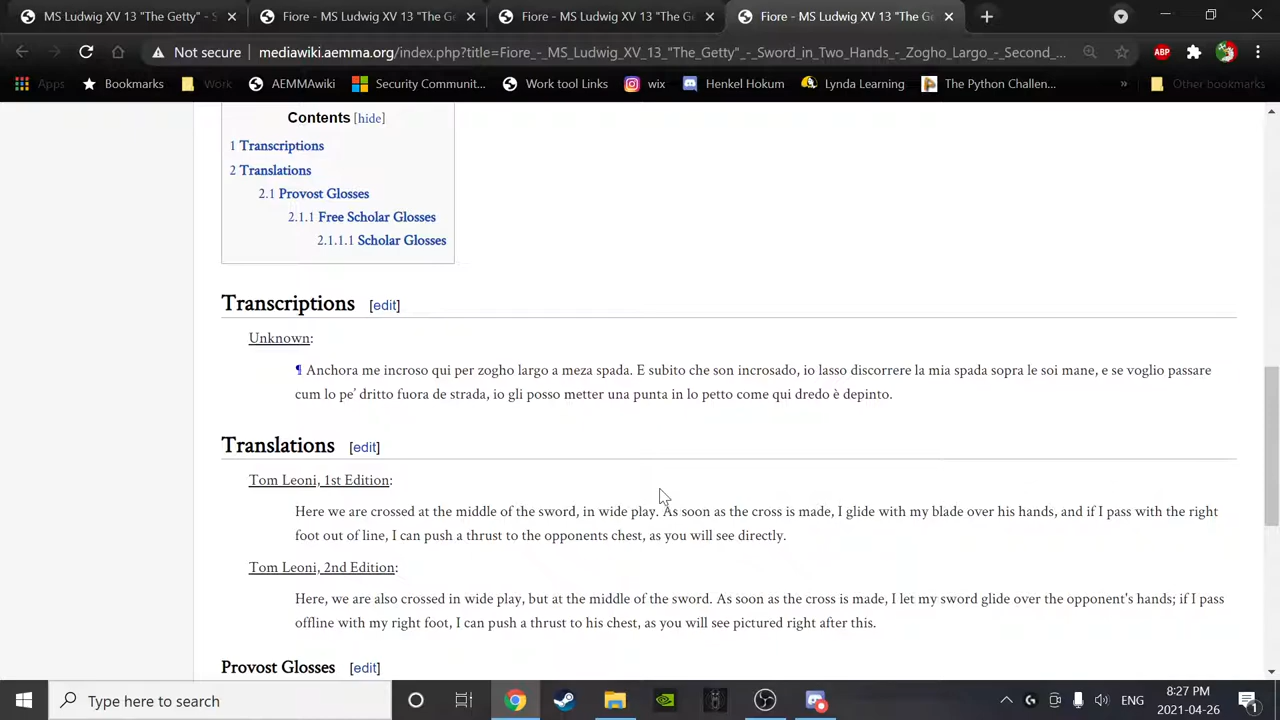 MS Ludwig XV 13 "The Getty" - S
Fiore - MS Ludwig XV 13 "The Ge
Fiore - MS Ludwig XV 13 "The Ge
Fiore - MS Ludwig XV 13 "The Ge
Not secure
mediawiki.aemma.org/index.php?title=Fiore_-_MS_Ludwig_XV_13_"The_Getty"_-_Sword_in_Two_Hands_-_Zogho_Largo_-_Second_...
ABP
Apps
Bookmarks
Work
AEMMAwiki
Security Communit...
Work tool Links
wix
Henkel Hokum
Lynda Learning
The Python Challen...
»
Other bookmarks
Contents [hide]
1 Transcriptions
2 Translations
2.1 Provost Glosses
2.1.1 Free Scholar Glosses
2.1.1.1 Scholar Glosses
Transcriptions [edit]
Unknown:
¶ Anchora me incroso qui per zogho largo a meza spada. E subito che son incrosado, io lasso discorrere la mia spada sopra le soi mane, e se voglio passare
cum lo pe' dritto fuora de strada, io gli posso metter una punta in lo petto come qui dredo è depinto.
Translations [edit]
Tom Leoni, 1st Edition:
Here we are crossed at the middle of the sword, in wide play. As soon as the cross is made, I glide with my blade over his hands, and if I pass with the right
foot out of line, I can push a thrust to the opponents chest, as you will see directly.
Tom Leoni, 2nd Edition:
Here, we are also crossed in wide play, but at the middle of the sword. As soon as the cross is made, I let my sword glide over the opponent's hands; if I pass
offline with my right foot, I can push a thrust to his chest, as you will see pictured right after this.
Provost Glosses [edit]
Type here to search
ENG
8:27 PM
2021-04-26
1